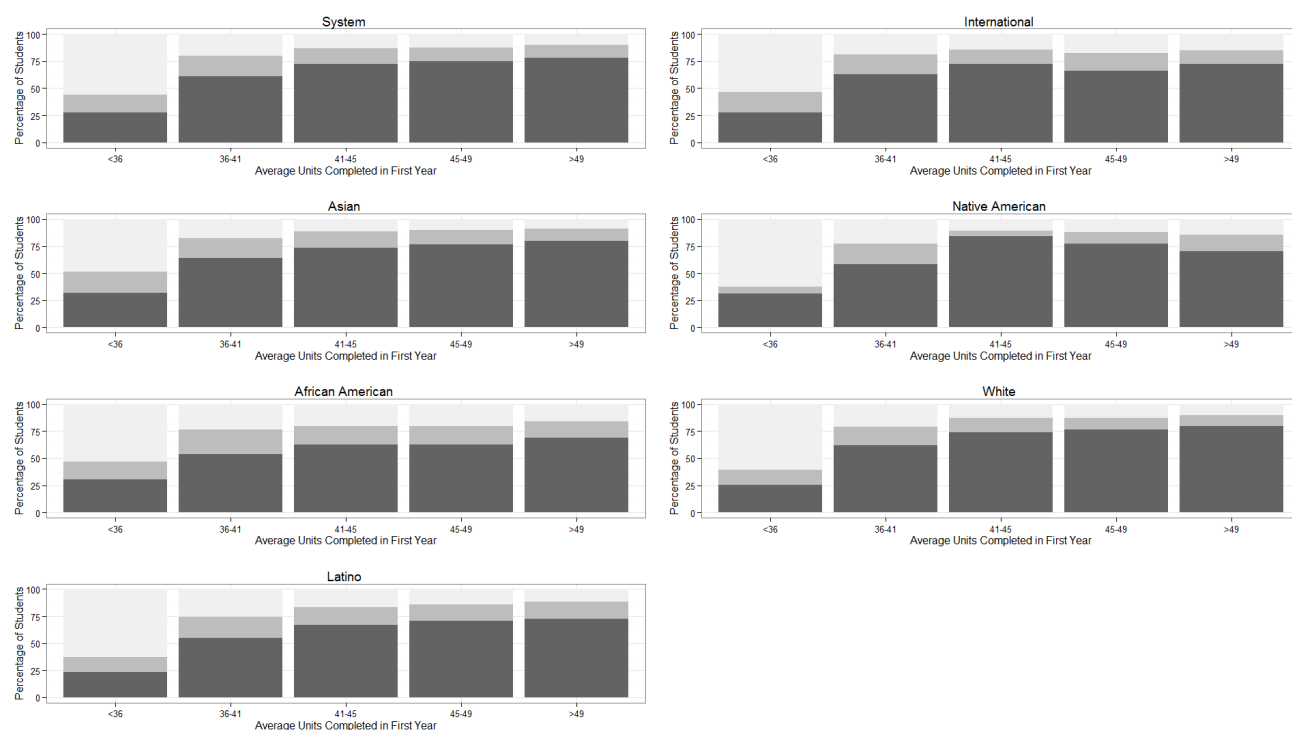 System
Percentage of Students
100
75
50
25
0
<36 36-41 41-45 45-49 >49
Average Units Completed in First Year
International
Percentage of Students
100
75
50
25
0
<36 36-41 41-45 45-49 >49
Average Units Completed in First Year
Asian
Percentage of Students
100
75
50
25
0
<36 36-41 41-45 45-49 >49
Average Units Completed in First Year
Native American
Percentage of Students
100
75
50
25
0
<36 36-41 41-45 45-49 >49
Average Units Completed in First Year
African American
Percentage of Students
100
75
50
25
0
<36 36-41 41-45 45-49 >49
Average Units Completed in First Year
White
Percentage of Students
100
75
50
25
0
<36 36-41 41-45 45-49 >49
Average Units Completed in First Year
Latino
Percentage of Students
100
75
50
25
0
<36 36-41 41-45 45-49 >49
Average Units Completed in First Year